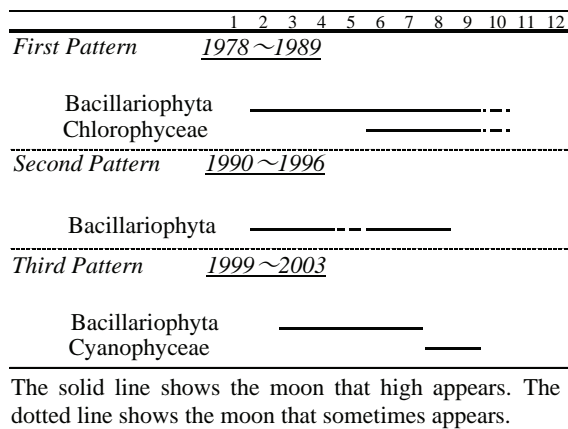 1 2 3 4 5 6 7 8 9 10 11 12
First Pattern 1978～1989
Bacillariophyta
Chlorophyceae
Second Pattern 1990～1996
Bacillariophyta
Third Pattern 1999～2003
Bacillariophyta
Cyanophyceae
The solid line shows the moon that high appears. The
dotted line shows the moon that sometimes appears.